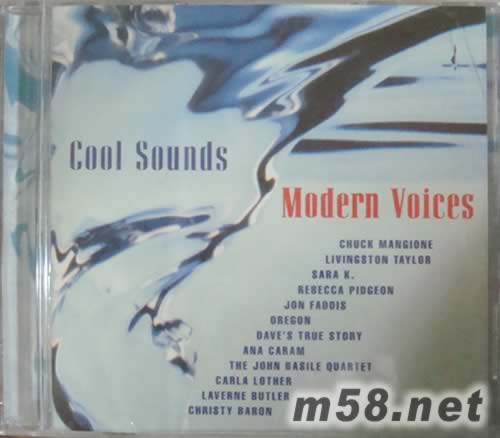 Cool Sounds
Modern Voices
CHUCK MANGIONE
LIVINGSTON TAYLOR
SARA K.
REBECCA PIDGEON
JON FADDIS
OREGON
DAVE'S TRUE STORY
ANA CARAM
THE JOHN BASILE QUARTET
CARLA LOTHER
LAVERNE BUTLER
CHRISTY BARON
m58.net